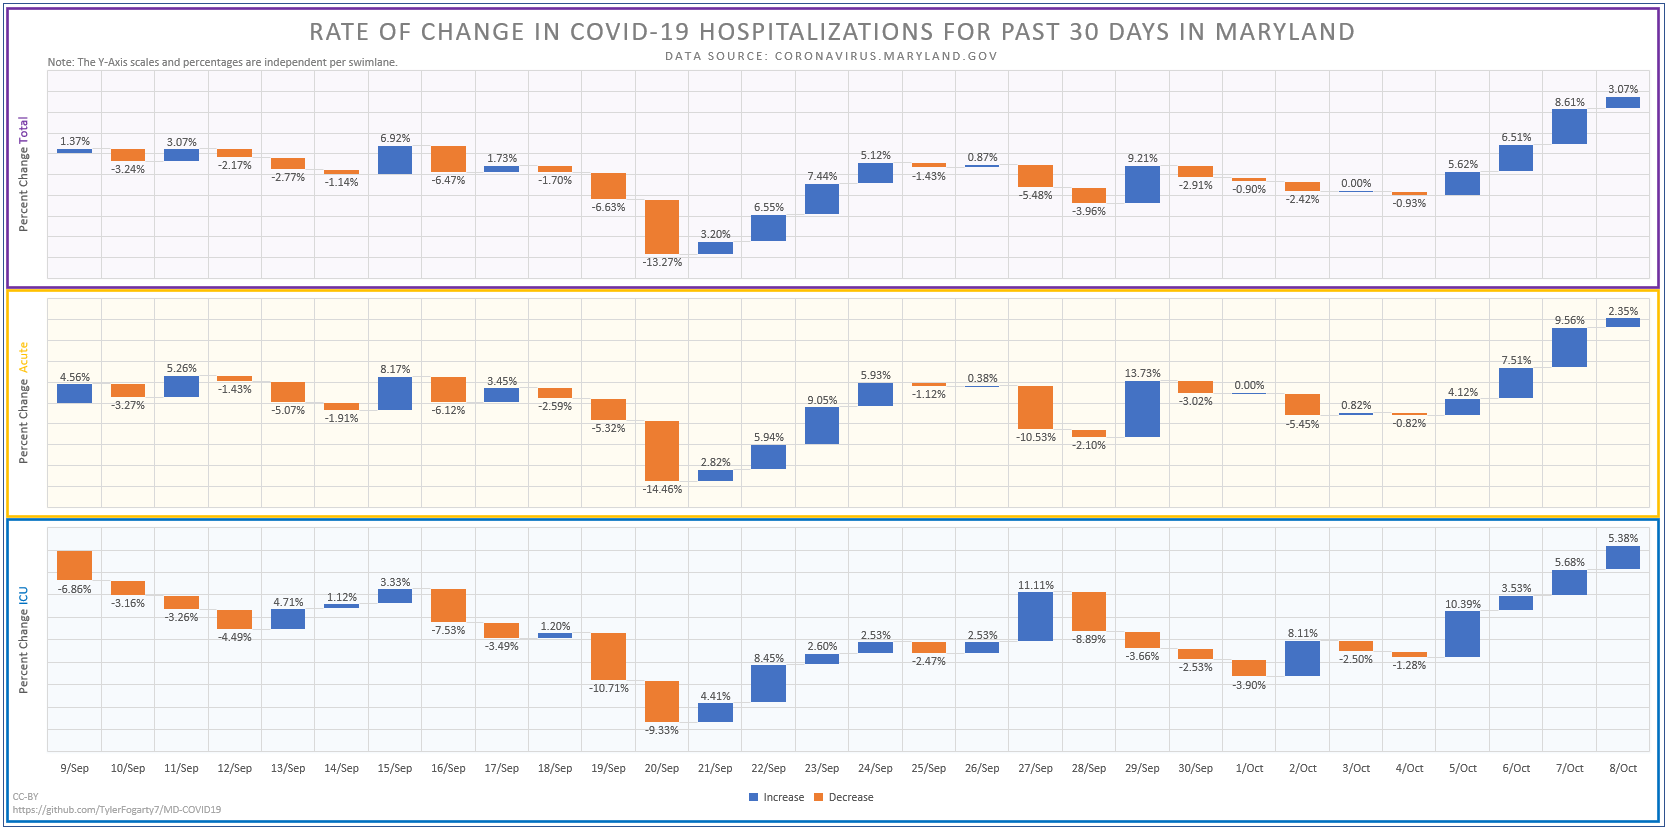 RATE OF CHANGE IN COVID-19 HOSPITALIZATIONS FOR PAST 30 DAYS IN MARYLAND
DATA SOURCE: CORONAVIRUS.MARYLAND.GOV
Note: The Y-Axis scales and percentages are independent per swimlane.
Percent Change Total
1.37% -3.24% 3.07% -2.17% -2.77% -1.14% 6.92% -6.47% 1.73% -1.70% -6.63% -13.27% 3.20% 6.55% 7.44% 5.12% -1.43% 0.87% -5.48% -3.96% 9.21% -2.91% -0.90% -2.42% 0.00% -0.93% 5.62% 6.51% 8.61% 3.07%
Percent Change Acute
4.56% -3.27% 5.26% -1.43% -5.07% -1.91% 8.17% -6.12% 3.45% -2.59% -5.32% -14.46% 2.82% 5.94% 9.05% 5.93% -1.12% 0.38% -10.53% -2.10% 13.73% -3.02% 0.00% -5.45% 0.82% -0.82% 4.12% 7.51% 9.56% 2.35%
Percent Change ICU
-6.86% -3.16% -3.26% -4.49% 4.71% 1.12% 3.33% -7.53% -3.49% 1.20% -10.71% -9.33% 4.41% 8.45% 2.60% 2.53% -2.47% 2.53% 11.11% -8.89% -3.66% -2.53% -3.90% 8.11% -2.50% -1.28% 10.39% 3.53% 5.68% 5.38%
9/Sep 10/Sep 11/Sep 12/Sep 13/Sep 14/Sep 15/Sep 16/Sep 17/Sep 18/Sep 19/Sep 20/Sep 21/Sep 22/Sep 23/Sep 24/Sep 25/Sep 26/Sep 27/Sep 28/Sep 29/Sep 30/Sep 1/Oct 2/Oct 3/Oct 4/Oct 5/Oct 6/Oct 7/Oct 8/Oct
Increase Decrease
CC-BY
https://github.com/TylerFogarty7/MD-COVID19